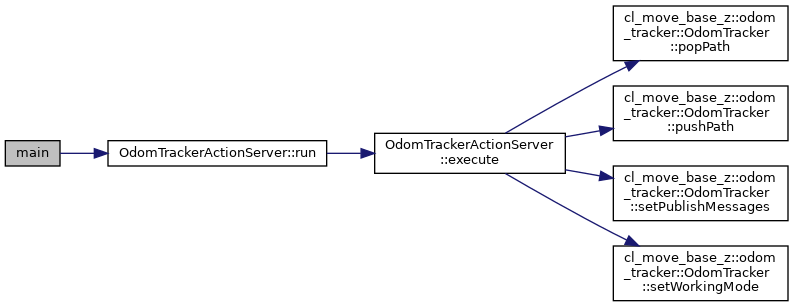 main
OdomTrackerActionServer::run
OdomTrackerActionServer
::execute
cl_move_base_z::odom
_tracker::OdomTracker
::popPath
cl_move_base_z::odom
_tracker::OdomTracker
::pushPath
cl_move_base_z::odom
_tracker::OdomTracker
::setPublishMessages
cl_move_base_z::odom
_tracker::OdomTracker
::setWorkingMode